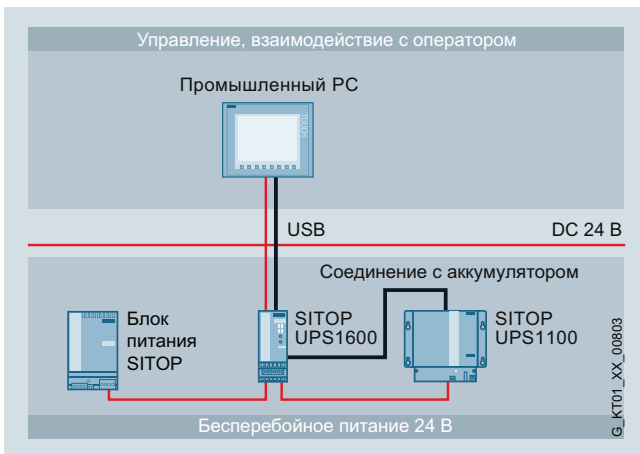 Управление, взаимодействие с оператором
Промышленный PC
TOUCH
USB
DC 24 В
Соединение с аккумулятором
Блок
питания
SITOP
SITOP
UPS1600
SITOP
UPS1100
G_KT01_XX_00803
Бесперебойное питание 24 В